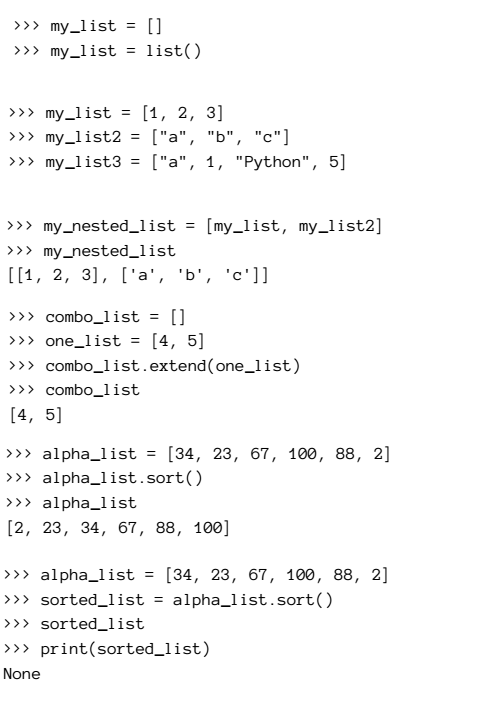 >>> my_list = []
>>> my_list = list()
>>> my_list = [1, 2, 3]
>>> my_list2 = ["a", "b", "c"]
>>> my_list3 = ["a", 1, "Python", 5]
>>> my_nested_list = [my_list, my_list2]
>>> my_nested_list
[[1, 2, 3], ['a', 'b', 'c']]
>>> combo_list = []
>>> one_list = [4, 5]
>>> combo_list.extend(one_list)
>>> combo_list
[4, 5]
>>> alpha_list = [34, 23, 67, 100, 88, 2]
>>> alpha_list.sort()
>>> alpha_list
[2, 23, 34, 67, 88, 100]
>>> alpha_list = [34, 23, 67, 100, 88, 2]
>>> sorted_list = alpha_list.sort()
>>> sorted_list
>>> print(sorted_list)
None